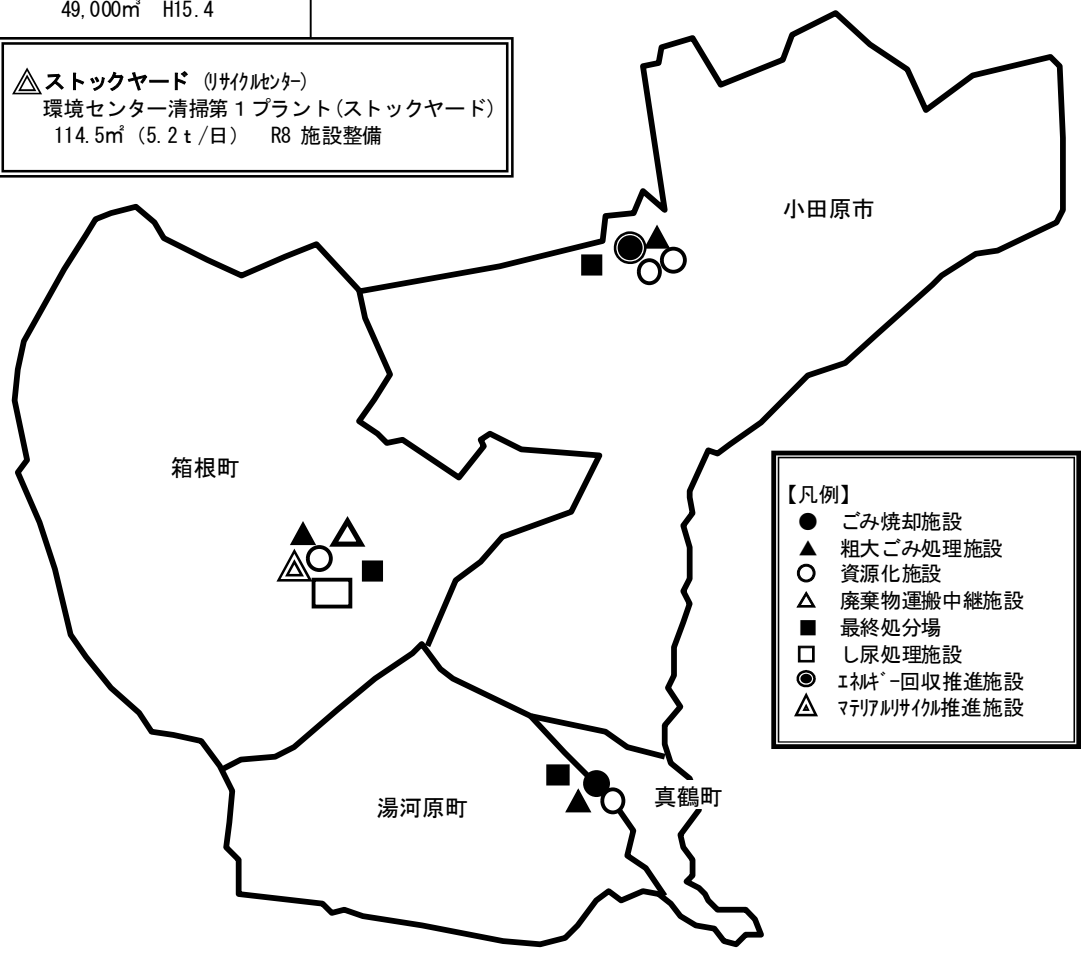 49,000㎡ H15.4
ストックヤード (ﾘｻｲｸﾙｾﾝﾀｰ)
環境センター清掃第１プラント(ストックヤード)
114.5㎡（5.2ｔ/日） R8 施設整備
小田原市
箱根町
湯河原町
真鶴町
【凡例】
● ごみ焼却施設
▲ 粗大ごみ処理施設
○ 資源化施設
△ 廃棄物運搬中継施設
■ 最終処分場
□ し尿処理施設
◉ ｴﾈﾙｷﾞｰ回収推進施設
ﾏﾃﾘｱﾙﾘｻｲｸﾙ推進施設